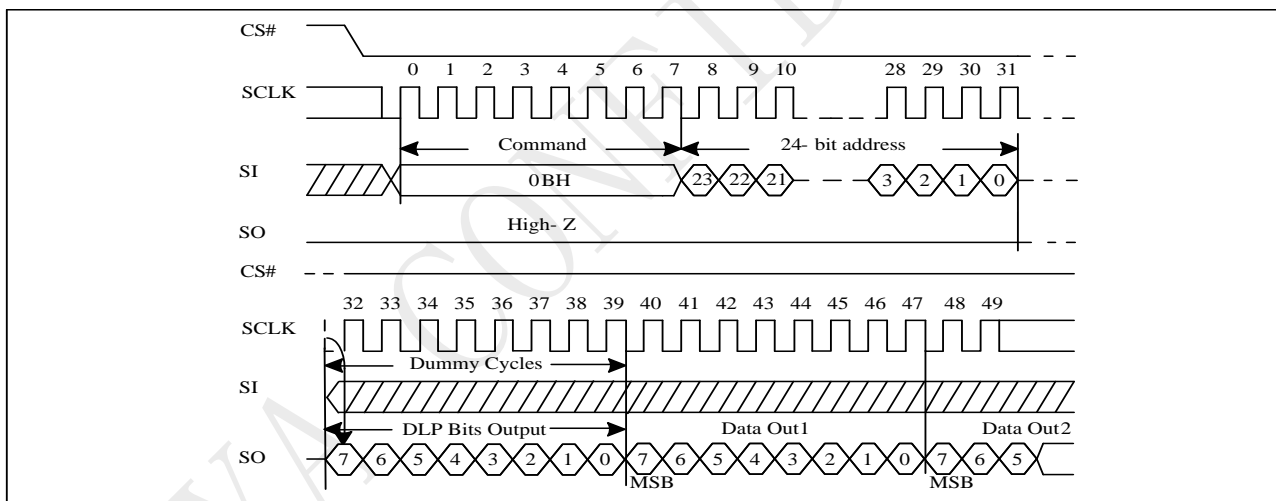 CS#
0 1 2 3 4 5 6 7 8 9 10 28 29 30 31
SCLK
Command 24- bit address
SI
0BH 23 22 21 3 2 1 0
High- Z
SO
CS#
32 33 34 35 36 37 38 39 40 41 42 43 44 45 46 47 48 49
SCLK
Dummy Cycles
SI
DLP Bits Output Data Out1 Data Out2
SO 7 6 5 4 3 2 1 0 7 6 5 4 3 2 1 0 7 6 5
MSB MSB